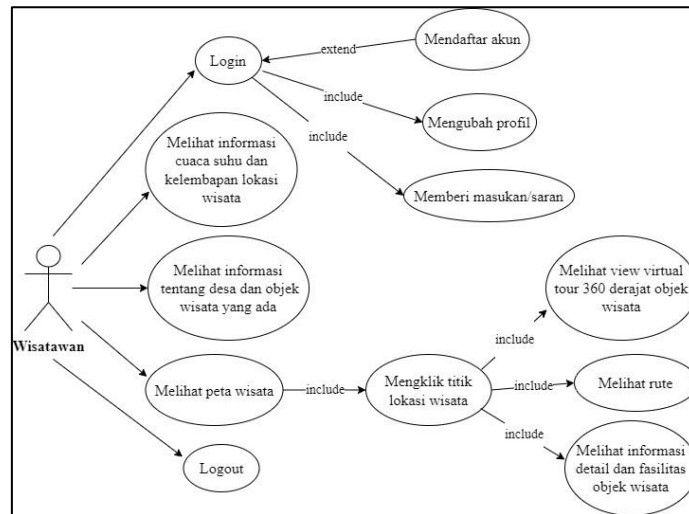 Mendaftar akun
extend
Login
include
Mengubah profil
include
Melihat informasi
cuaca suhu dan
kelembapan lokasi
wisata
Memberi masukan/saran
Melihat informasi
tentang desa dan objek
wisata yang ada
Melihat view virtual
tour 360 derajat objek
wisata
Wisatawan
include
Melihat peta wisata
include
Mengklik titik
lokasi wisata
include
Melihat rute
include
Melihat informasi
detail dan fasilitas
objek wisata
Logout